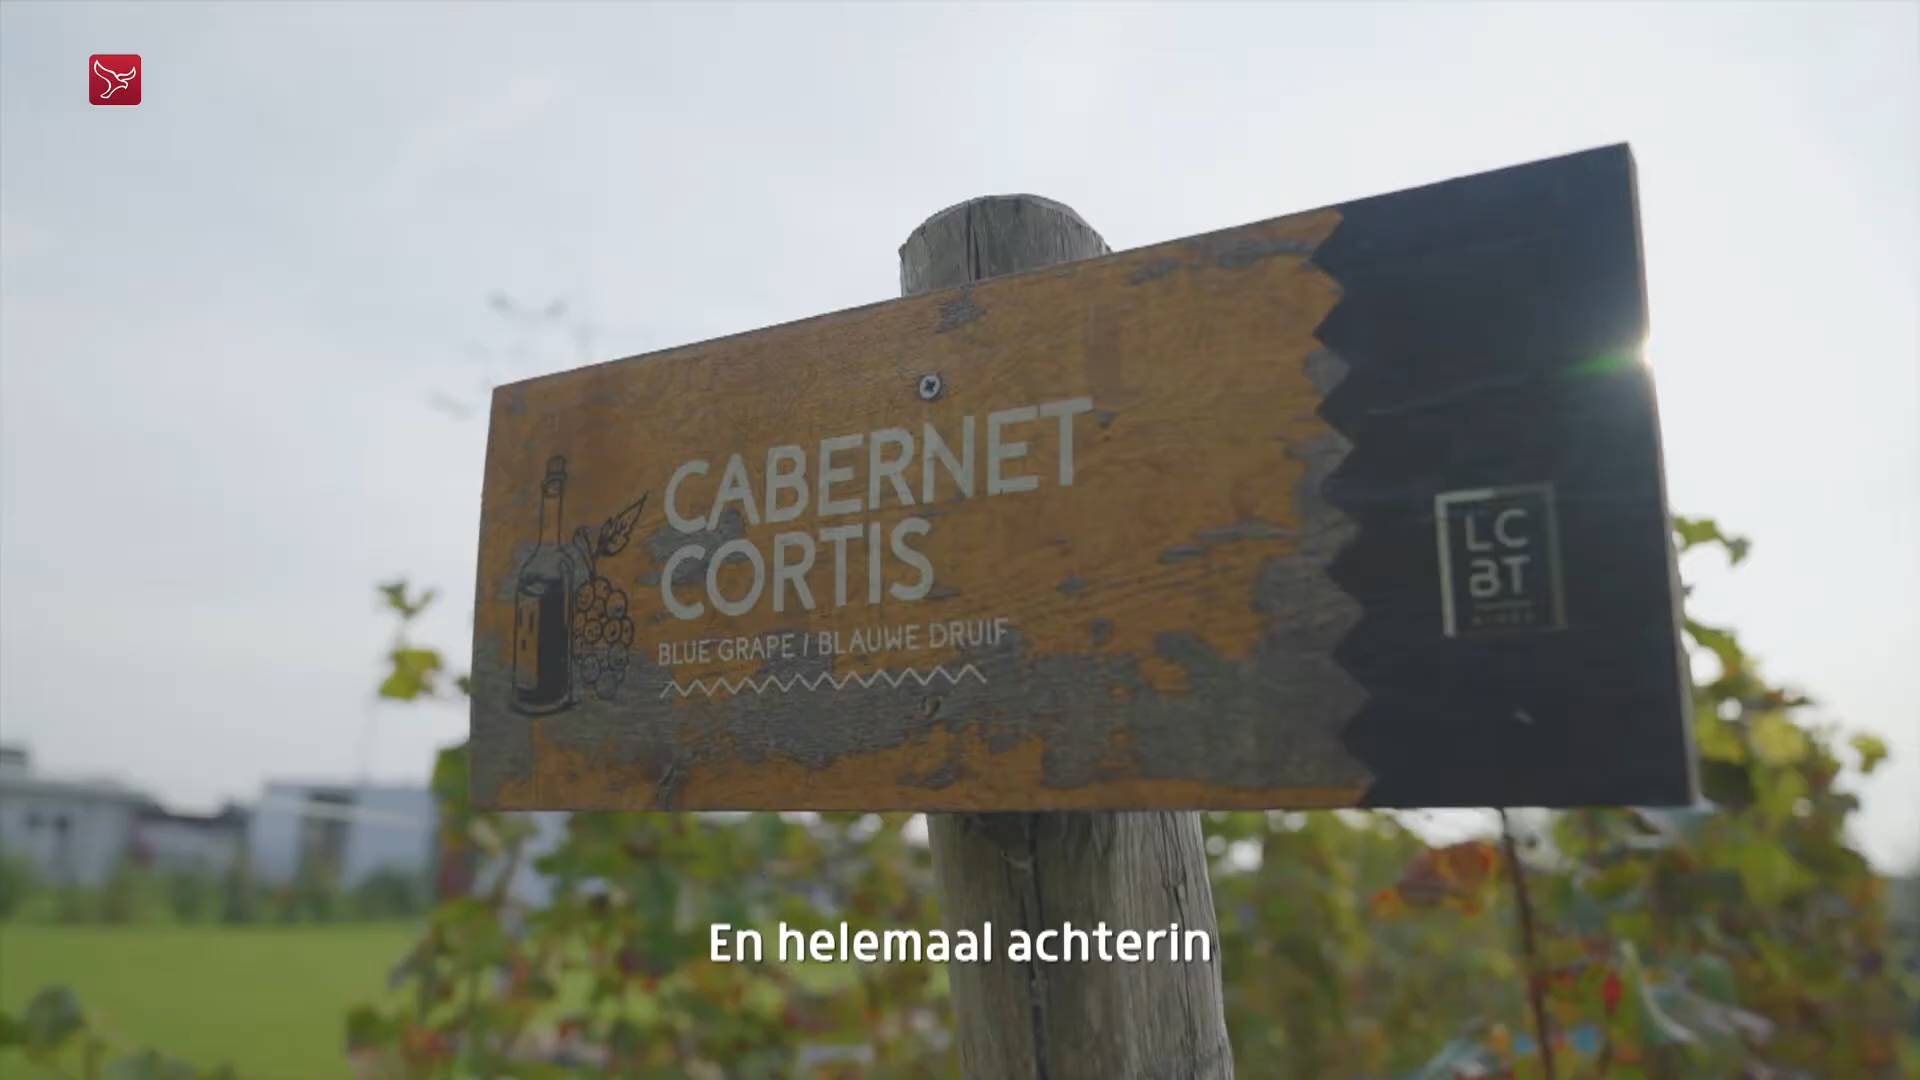 CABERNET
CORTIS
BLUE GRAPE / BLAUWE DRUIF
LC
BT
En helemaal achterin